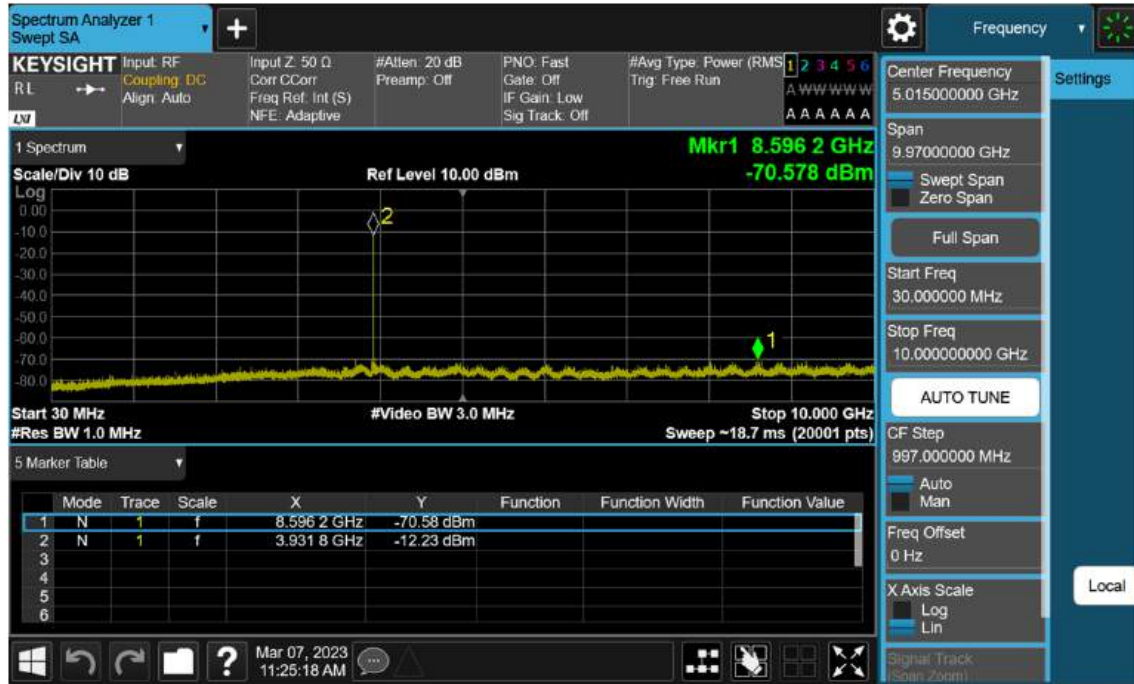 Spectrum Analyzer 1
Swept SA
Frequency
KEYSIGHT
R L
LXI
Input: RF
Coupling: DC
Align: Auto
Input Z: 50 Ω
Corr CCorr
Freq Ref: Int (S)
NFE: Adaptive
#Atten: 20 dB
Preamp: Off
PNO: Fast
Gate: Off
IF Gain: Low
Sig Track: Off
#Avg Type: Power (RMS
Trig: Free Run
1 2 3 4 5 6
A W W W W W
A A A A A A
1 Spectrum
Scale/Div 10 dB
Ref Level 10.00 dBm
Mkr1 8.596 2 GHz
-70.578 dBm
Log
0.00
-10.0
-20.0
-30.0
-40.0
-50.0
-60.0
-70.0
-80.0
2
1
Start 30 MHz
#Video BW 3.0 MHz
Stop 10.000 GHz
#Res BW 1.0 MHz
Sweep ~18.7 ms (20001 pts)
5 Marker Table
Mode Trace Scale X Y Function Function Width Function Value
1 N 1 f 8.596 2 GHz -70.58 dBm
2 N 1 f 3.931 8 GHz -12.23 dBm
3
4
5
6
Mar 07, 2023
11:25:18 AM
Center Frequency
5.015000000 GHz
Settings
Span
9.97000000 GHz
Swept Span
Zero Span
Full Span
Start Freq
30.000000 MHz
Stop Freq
10.000000000 GHz
AUTO TUNE
CF Step
997.000000 MHz
Auto
Man
Freq Offset
0 Hz
X Axis Scale
Log
Lin
Local
Signal Track
(Span Zoom)